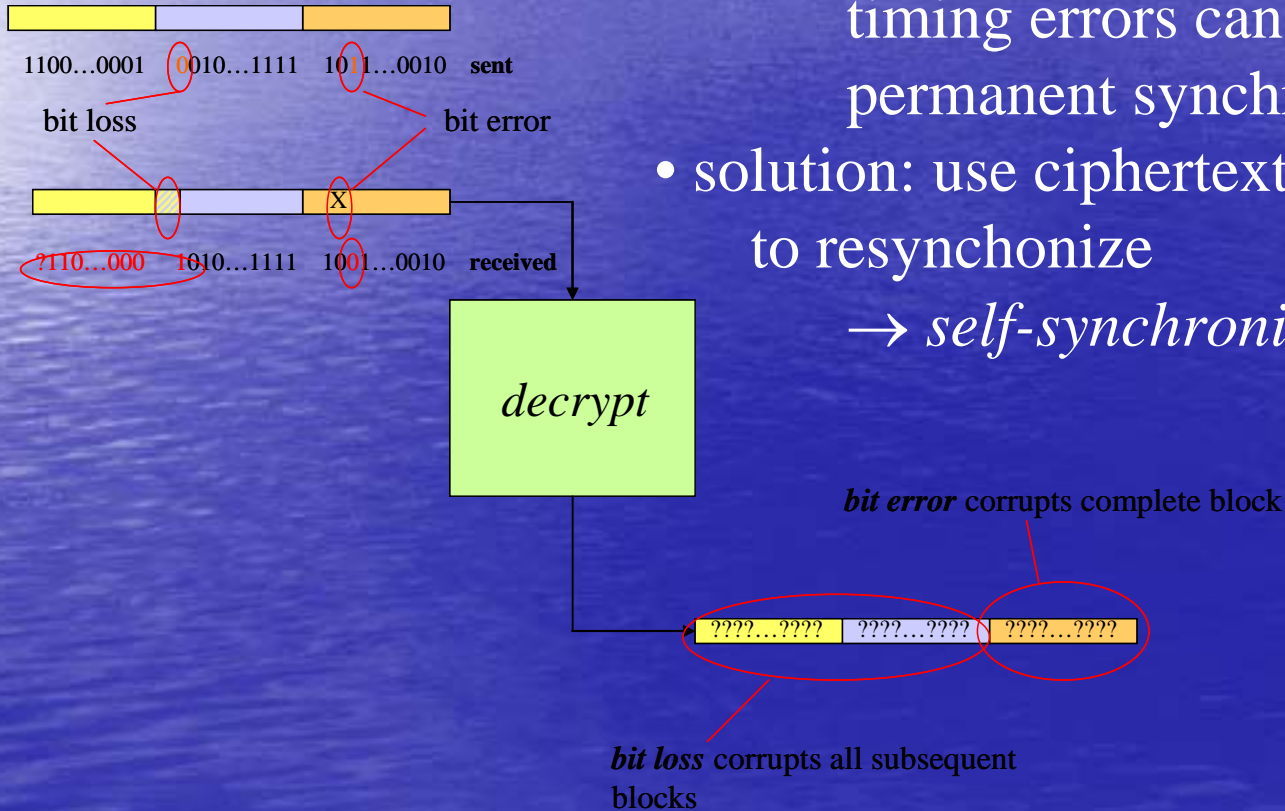 timing errors can
permanent synchr
1100…0001 0010…1111 1011…0010 sent
bit loss bit error
• solution: use ciphertext
to resynchonize
→ self-synchroni
X
?110…000 1010…1111 1001…0010 received
decrypt
bit error corrupts complete block
????…???? ????…???? ????…????
bit loss corrupts all subsequent
blocks